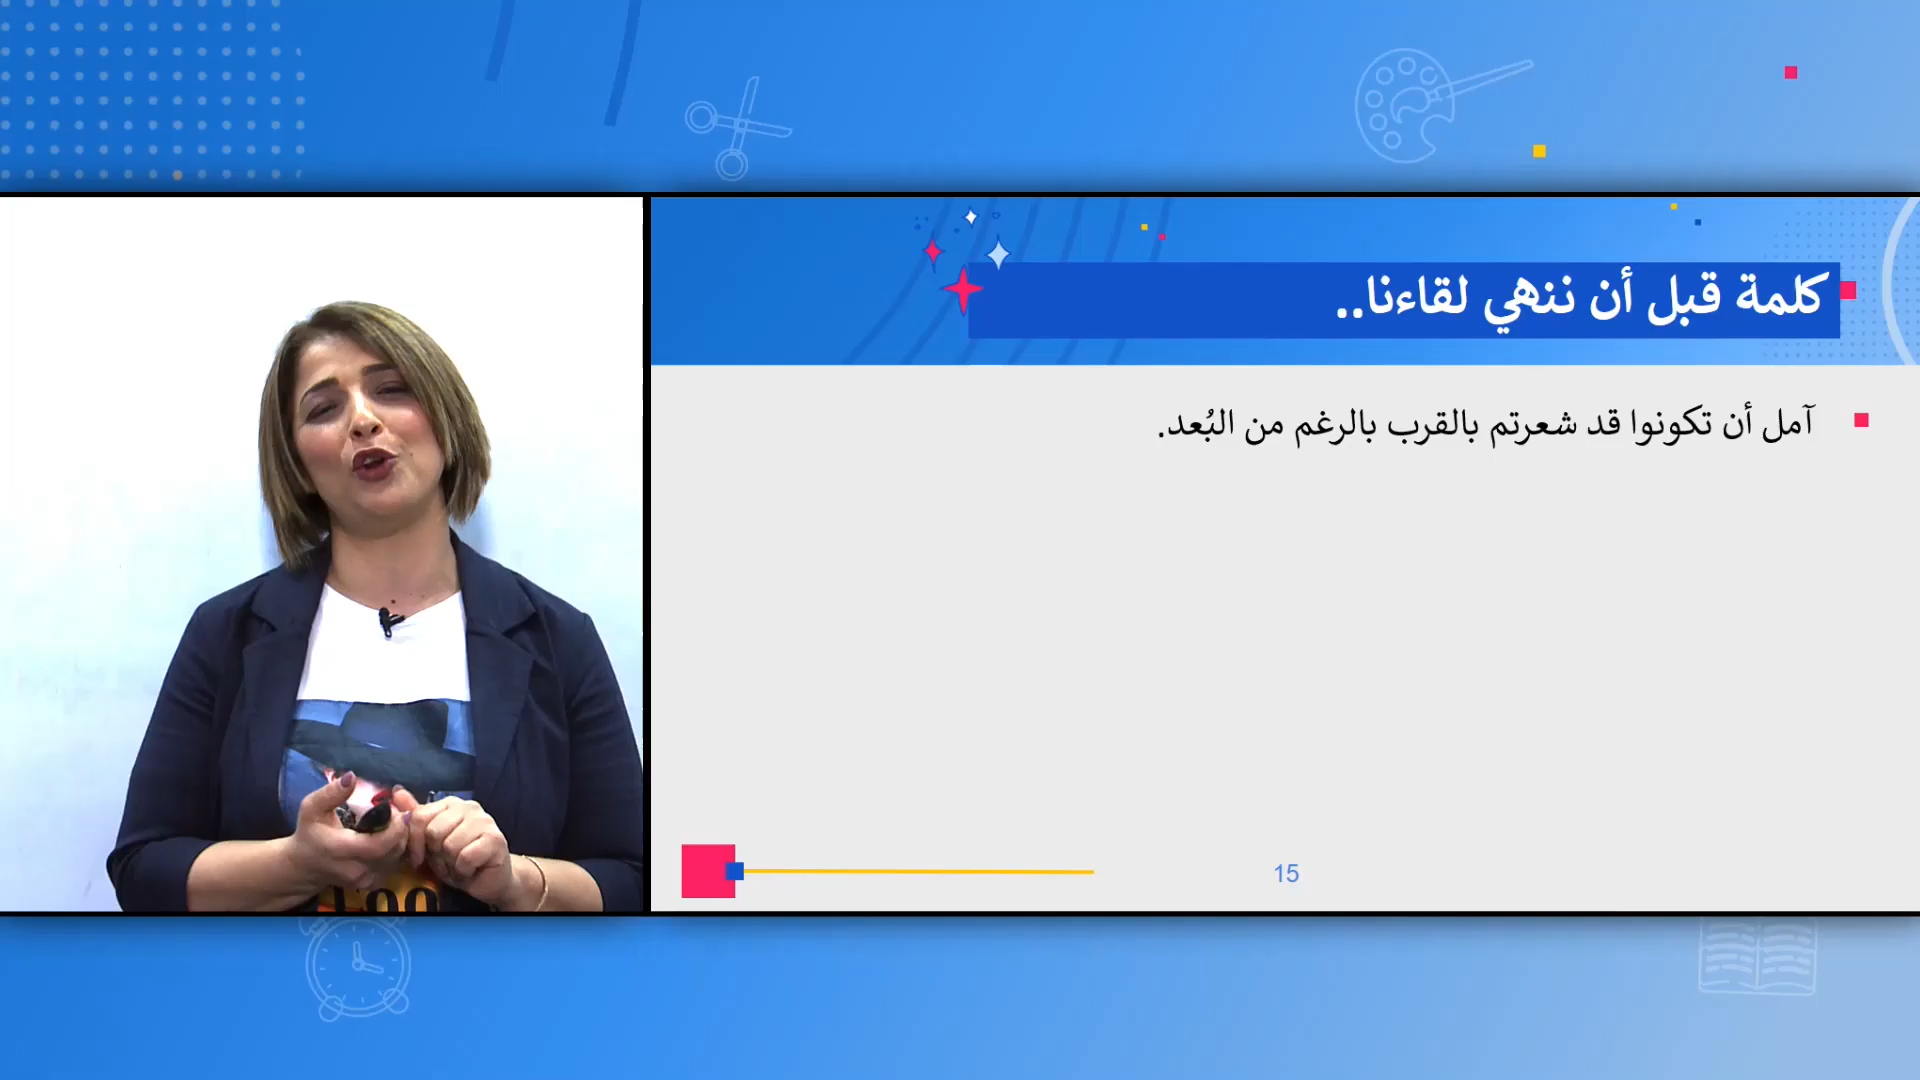 كلمة قبل أن ننهي لقاءنا..
آمل أن تكونوا قد شعرتم بالقرب بالرغم من البُعد.
15